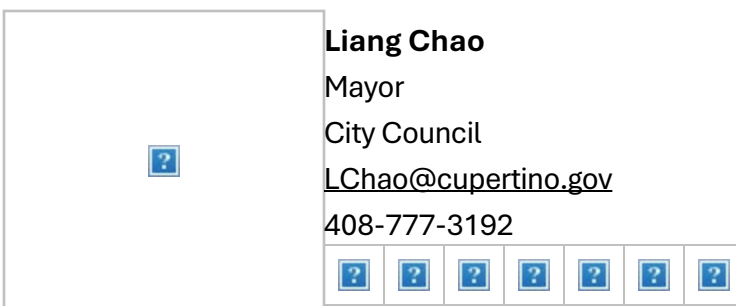 Liang Chao
Mayor
City Council
LChao@cupertino.gov
408-777-3192